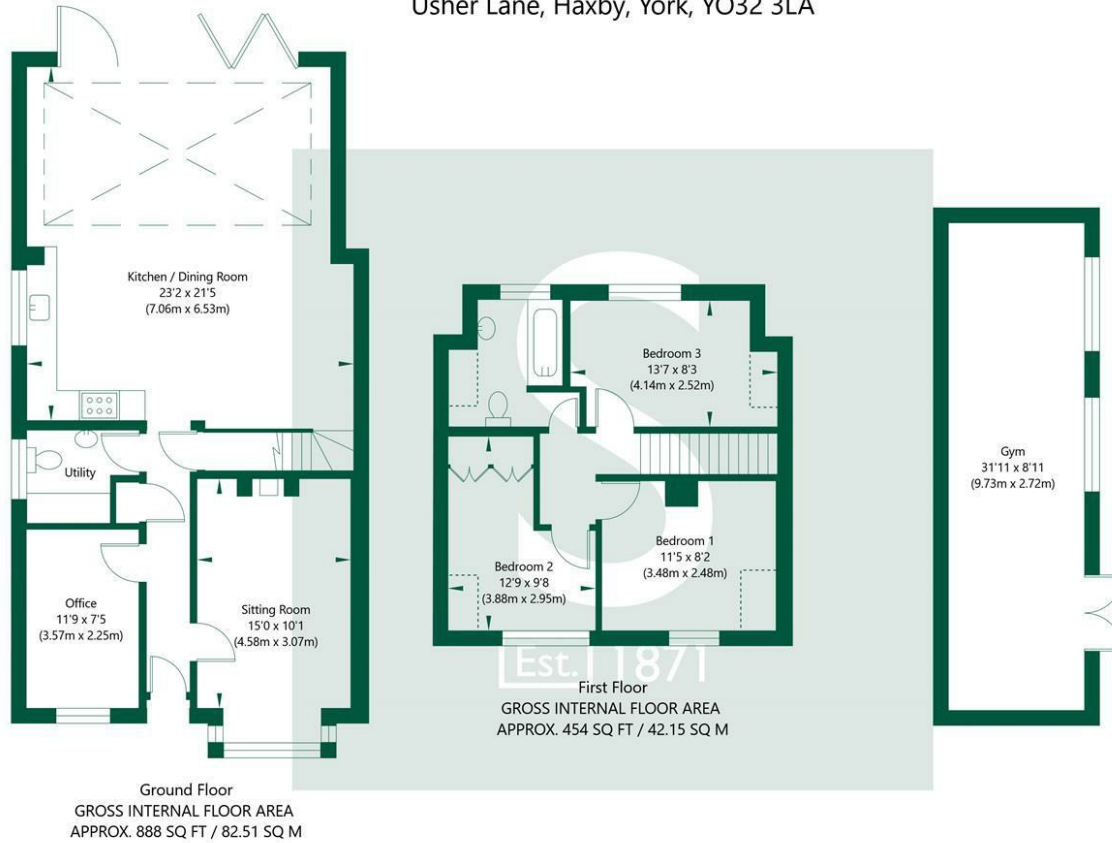 Usher Lane, Haxby, York, YO32 3LA
Kitchen / Dining Room
23'2 x 21'5
(7.06m x 6.53m)
Utility
Office
11'9 x 7'5
(3.57m x 2.25m)
Sitting Room
15'0 x 10'1
(4.58m x 3.07m)
Ground Floor
GROSS INTERNAL FLOOR AREA
APPROX. 888 SQ FT / 82.51 SQ M
Bedroom 3
13'7 x 8'3
(4.14m x 2.52m)
Bedroom 2
12'9 x 9'8
(3.88m x 2.95m)
Bedroom 1
11'5 x 8'2
(3.48m x 2.48m)
S
Est. 1871
First Floor
GROSS INTERNAL FLOOR AREA
APPROX. 454 SQ FT / 42.15 SQ M
Gym
31'11 x 8'11
(9.73m x 2.72m)